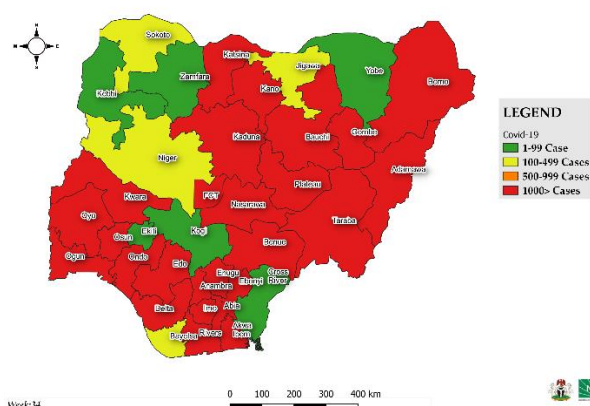 N
W
E
S
Sokoto
Katsina
Jigawa
Yobe
Borno
Kebbi
Zamfara
Kano
Kaduna
Bauchi
Gombe
Adamawa
Niger
Plateau
Kwara
FCT
Nasarawa
Taraba
Oyo
Osun
Ekiti
Kogi
Benue
Ogun
Ondo
Edo
Enugu
Ebonyi
Cross
River
Anambra
Delta
Imo
Abia
Bayelsa
Rivers
Akwa
Ibom
LEGEND
Covid-19
1-99 Case
100-499 Cases
500-999 Cases
1000> Cases
0 100 200 300 400 km